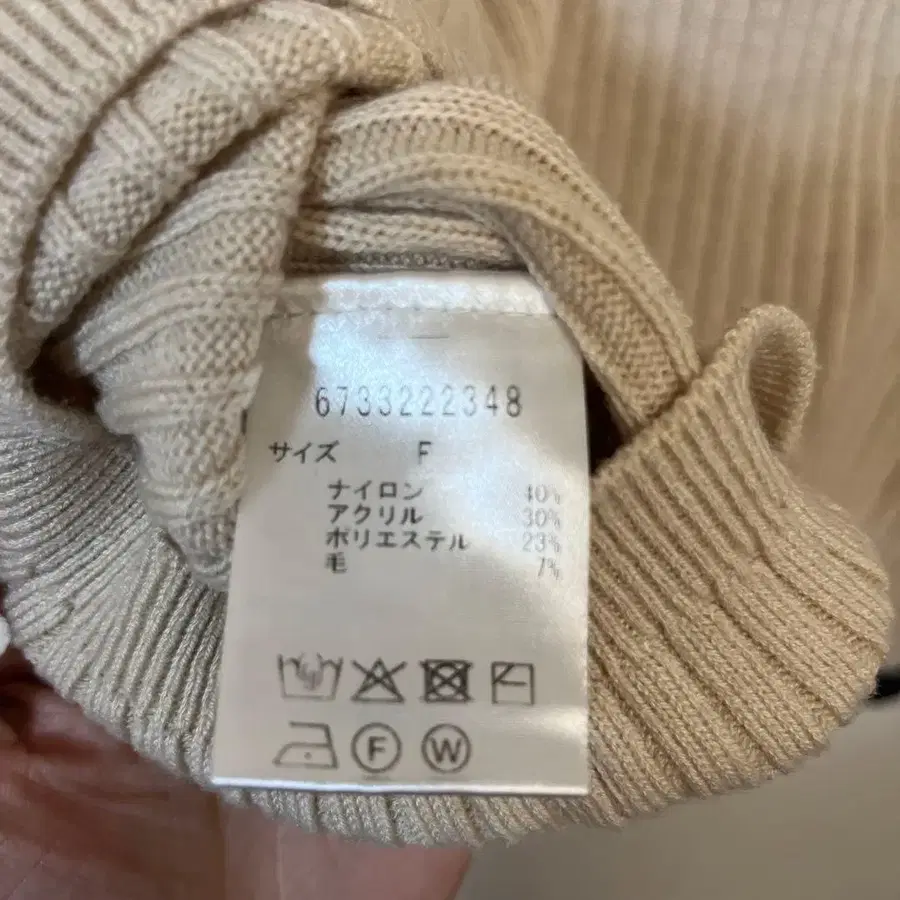 6733222348
サイズ F
ナイロン 40%
アクリル 30%
ポリエステル 23%
毛 7%
F W